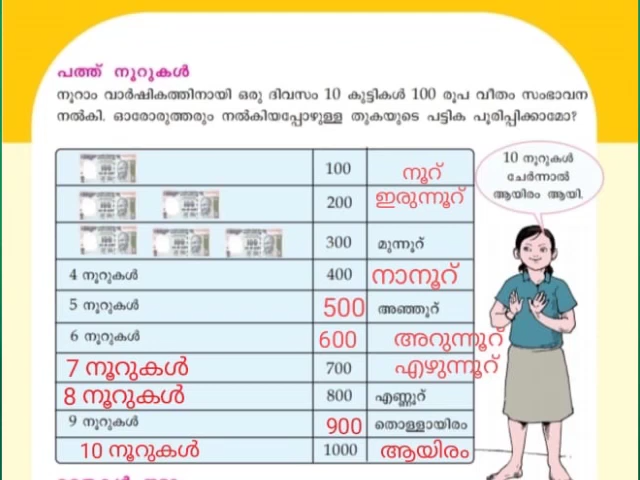 പത്ത് നൂറുകൾ
നൂറാം വാർഷികത്തിനായി ഒരു ദിവസം 10 കുട്ടികൾ 100 രൂപ വീതം സംഭാവന
നൽകി. ഓരോരുത്തരും നൽകിയപ്പോഴുള്ള തുകയുടെ പട്ടിക പൂരിപ്പിക്കാമോ?
100 നൂറ്
200 ഇരുന്നൂറ്
300 മുന്നൂറ്
4 നൂറുകൾ 400 നാനൂറ്
5 നൂറുകൾ 500 അഞ്ഞൂറ്
6 നൂറുകൾ 600 അറുന്നൂറ്
7 നൂറുകൾ 700 എഴുന്നൂറ്
8 നൂറുകൾ 800 എണ്ണൂറ്
9 നൂറുകൾ 900 തൊള്ളായിരം
10 നൂറുകൾ 1000 ആയിരം
10 നൂറുകൾ
ചേർന്നാൽ
ആയിരം ആയി.